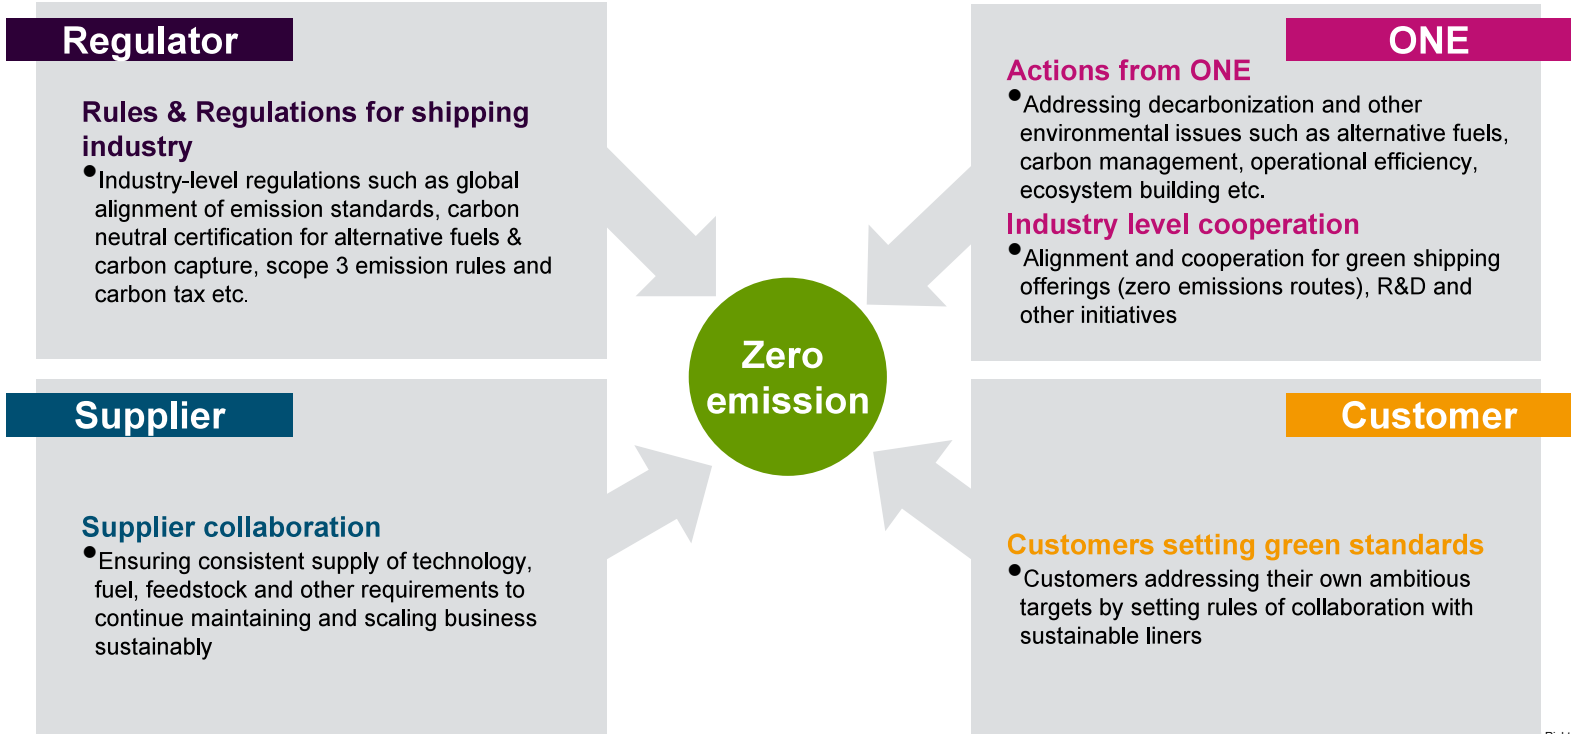 Regulator
Rules & Regulations for shipping
industry
•Industry-level regulations such as global
alignment of emission standards, carbon
neutral certification for alternative fuels &
carbon capture, scope 3 emission rules and
carbon tax etc.
ONE
Actions from ONE
•Addressing decarbonization and other
environmental issues such as alternative fuels,
carbon management, operational efficiency,
ecosystem building etc.
Industry level cooperation
•Alignment and cooperation for green shipping
offerings (zero emissions routes), R&D and
other initiatives
Zero
emission
Supplier
Supplier collaboration
•Ensuring consistent supply of technology,
fuel, feedstock and other requirements to
continue maintaining and scaling business
sustainably
Customer
Customers setting green standards
•Customers addressing their own ambitious
targets by setting rules of collaboration with
sustainable liners